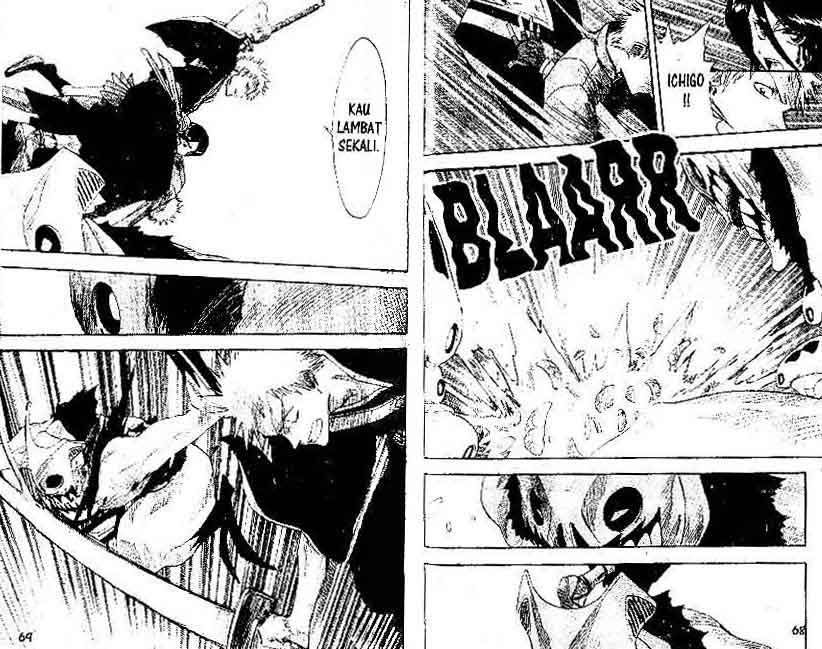 ICHIGO
!!
BLAARR
68
KAU
LAMBAT
SEKALI.
69